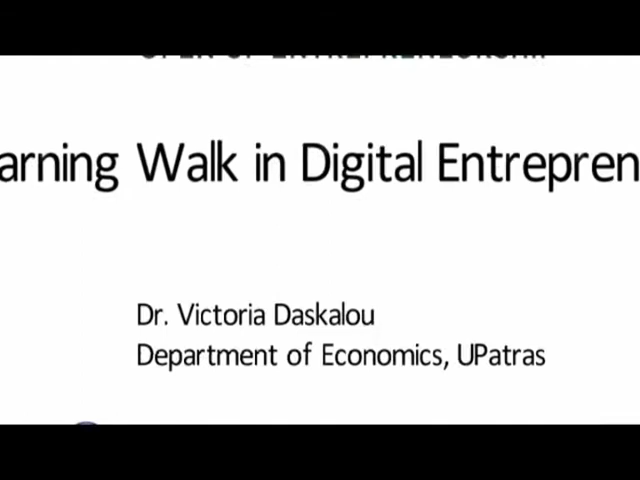 arning Walk in Digital Entrepren
Dr. Victoria Daskalou
Department of Economics, UPatras